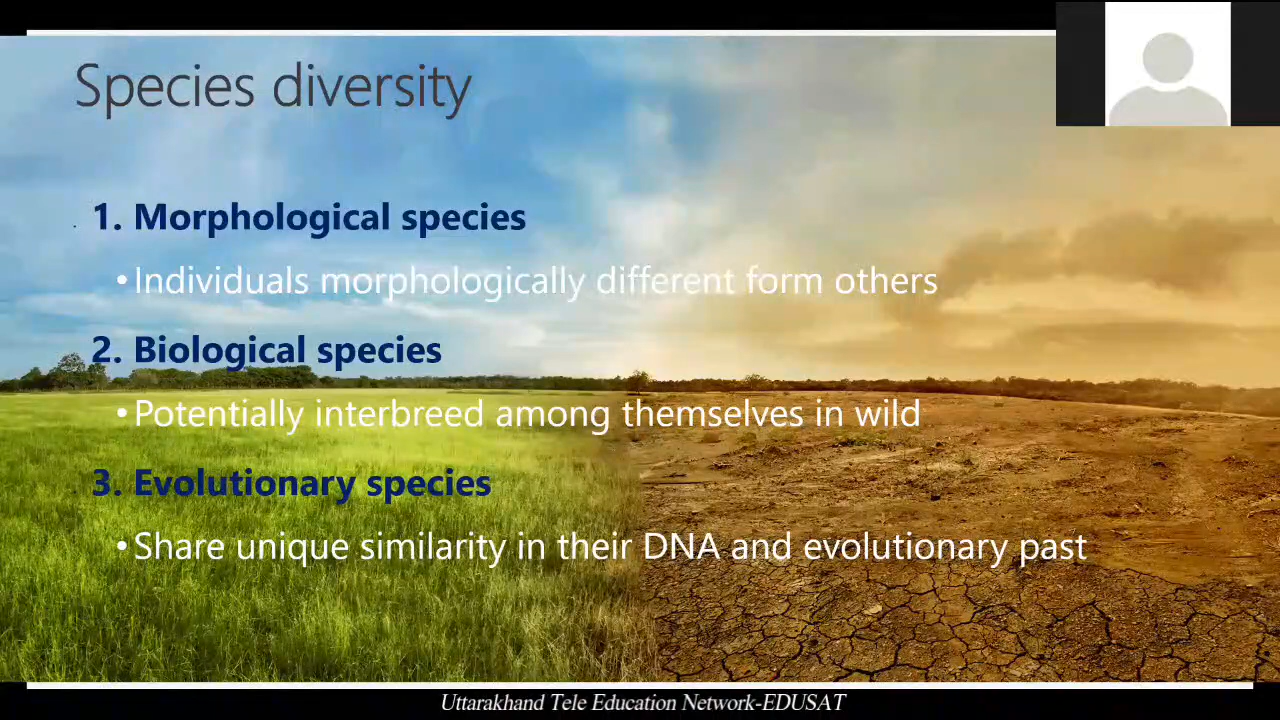 Species diversity
1. Morphological species
•Individuals morphologically different form others
2. Biological species
•Potentially interbreed among themselves in wild
3. Evolutionary species
•Share unique similarity in their DNA and evolutionary past
Uttarakhand Tele Education Network-EDUSAT